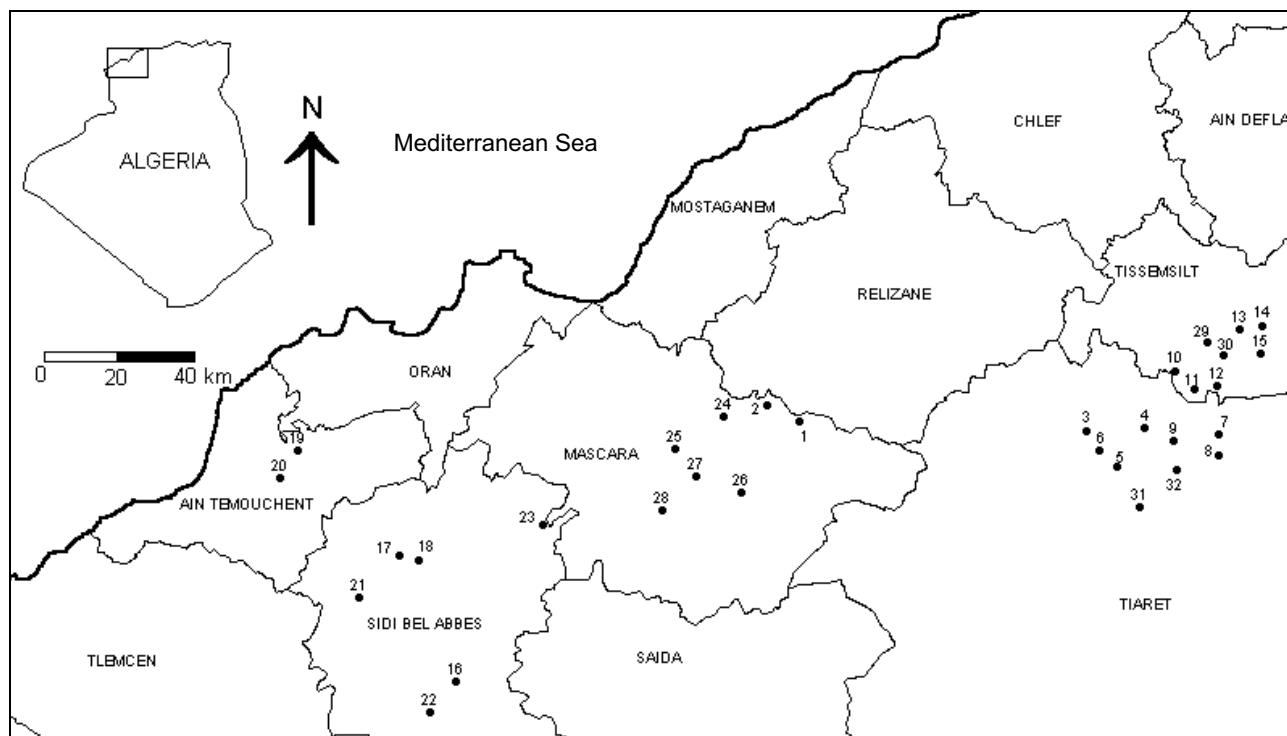 N
ALGERIA
Mediterranean Sea
CHLEF
AIN DEFLA
MOSTAGANEM
RELIZANE
TISSEMSILT
0 20 40 km
ORAN
MASCARA
AIN TEMOUCHENT
SIDI BEL ABBES
TLEMCEN
SAIDA
TIARET
14
13
29
30
15
10
11
12
2
24
1
3
4
7
6
9
8
5
32
31
19
20
25
27
26
28
23
17
18
21
16
22